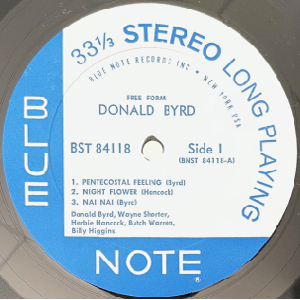 33⅓ STEREO LONG PLAYING
BLUE NOTE RECORDS INC • NEW YORK USA
FREE FORM
DONALD BYRD
BST 84118
Side 1
(BNST 84118-A)
1. PENTECOSTAL FEELING (Byrd)
2. NIGHT FLOWER (Hancock)
3. NAI NAI (Byrd)
Donald Byrd, Wayne Shorter,
Herbie Hancock, Butch Warren,
Billy Higgins.
BLUE
NOTE
®